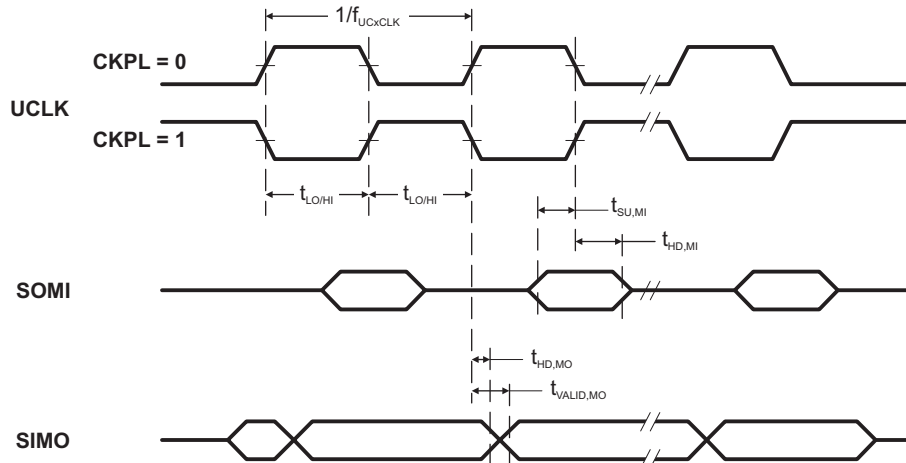 1/fUCxCLK
CKPL = 0
UCLK
CKPL = 1
tLO/HI tLO/HI
tSU,MI
tHD,MI
SOMI
tHD,MO
tVALID,MO
SIMO